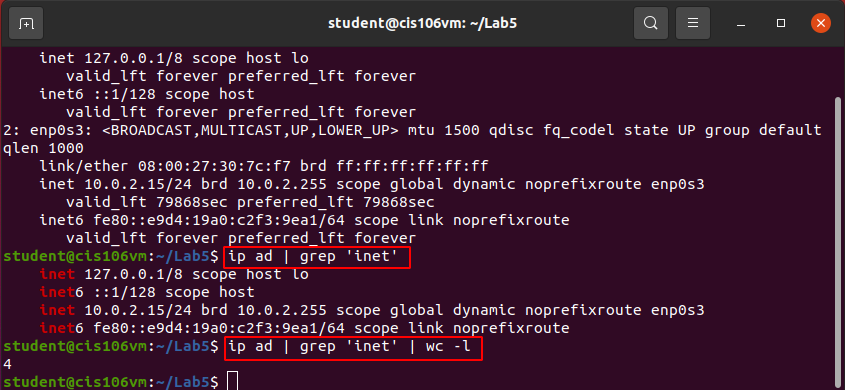 student@cis106vm: ~/Lab5
inet 127.0.0.1/8 scope host lo
valid_lft forever preferred_lft forever
inet6 ::1/128 scope host
valid_lft forever preferred_lft forever
2: enp0s3: <BROADCAST,MULTICAST,UP,LOWER_UP> mtu 1500 qdisc fq_codel state UP group default
qlen 1000
link/ether 08:00:27:30:7c:f7 brd ff:ff:ff:ff:ff:ff
inet 10.0.2.15/24 brd 10.0.2.255 scope global dynamic noprefixroute enp0s3
valid_lft 79868sec preferred_lft 79868sec
inet6 fe80::e9d4:19a0:c2f3:9ea1/64 scope link noprefixroute
valid_lft forever preferred_lft forever
student@cis106vm:~/Lab5$ ip ad | grep 'inet'
inet 127.0.0.1/8 scope host lo
inet6 ::1/128 scope host
inet 10.0.2.15/24 brd 10.0.2.255 scope global dynamic noprefixroute enp0s3
inet6 fe80::e9d4:19a0:c2f3:9ea1/64 scope link noprefixroute
student@cis106vm:~/Lab5$ ip ad | grep 'inet' | wc -l
4
student@cis106vm:~/Lab5$